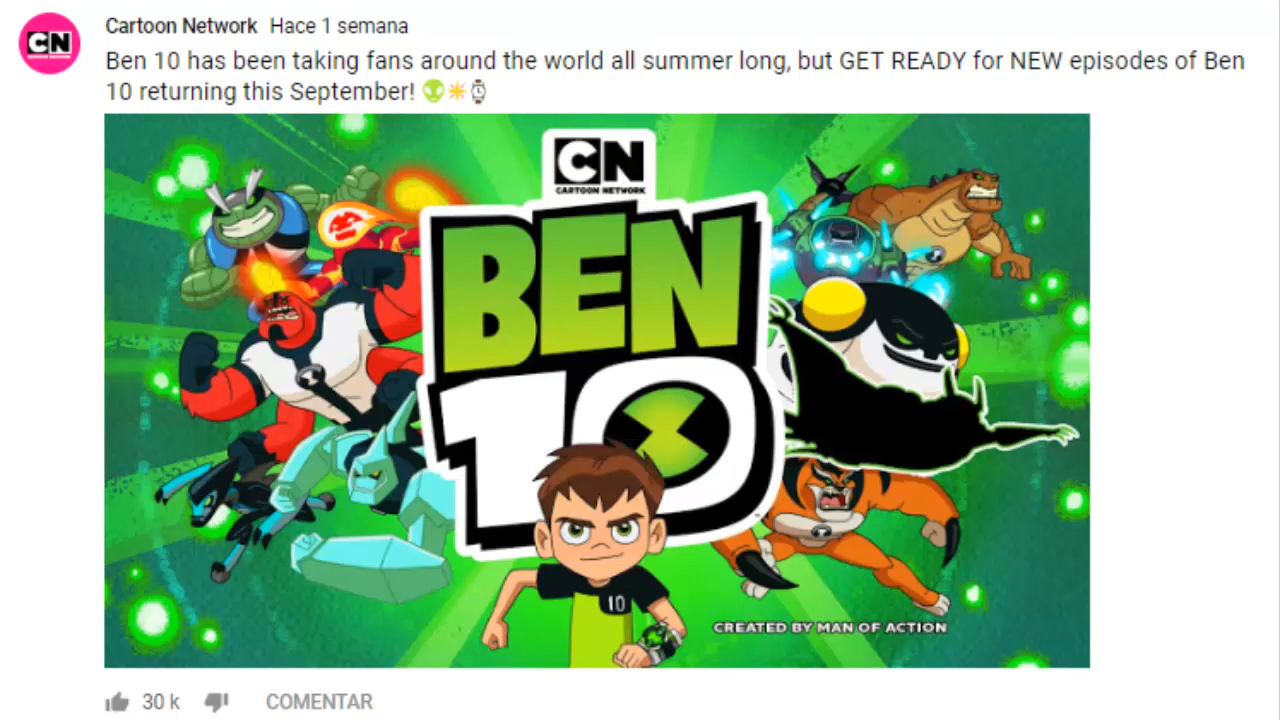 CN
Cartoon Network Hace 1 semana
Ben 10 has been taking fans around the world all summer long, but GET READY for NEW episodes of Ben
10 returning this September! 👽☀️⌚
CN
CARTOON NETWORK
BEN
10
10
CREATED BY MAN OF ACTION
30 k COMENTAR